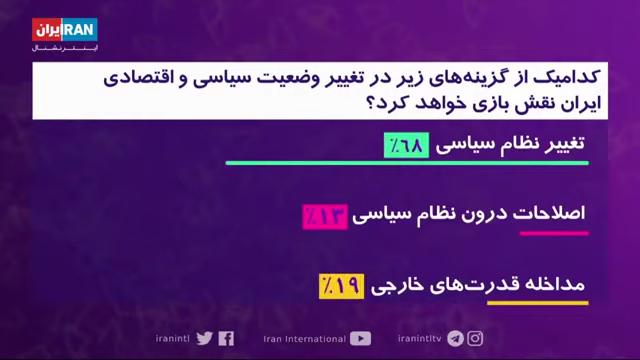 IRAN ایران
اینترنشنال
کدامیک از گزینه‌های زیر در تغییر وضعیت سیاسی و اقتصادی
ایران نقش بازی خواهد کرد؟
تغییر نظام سیاسی ٪۶۸
اصلاحات درون نظام سیاسی ٪۱۳
مداخله قدرت‌های خارجی ٪۱۹
iranintl Iran International iranintltv